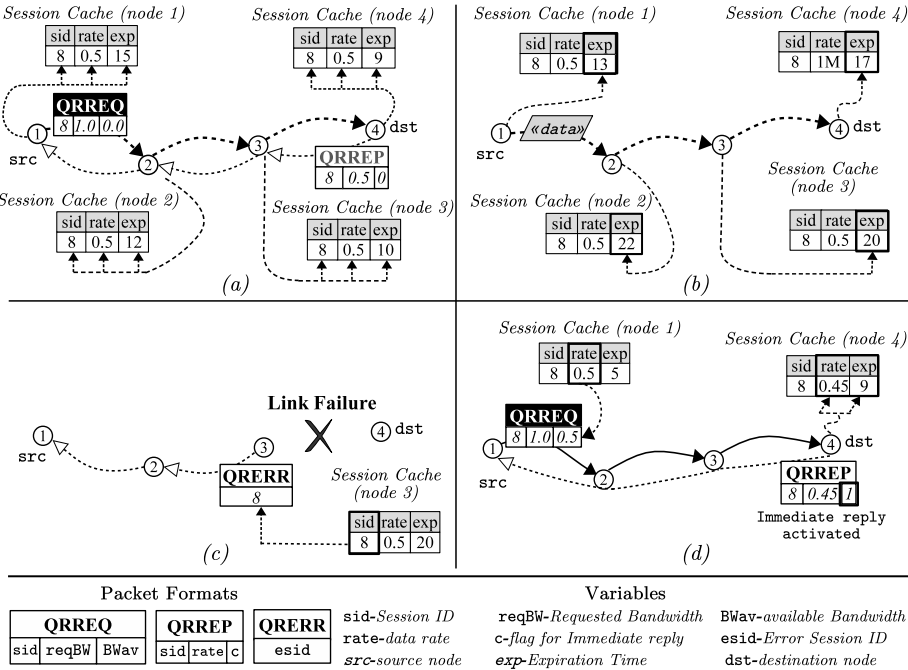 Session Cache (node 1)
sid rate exp
8 0.5 15
Session Cache (node 4)
sid rate exp
8 0.5 9
QRREQ
8 1.0 0.0
1
src
2
3
4 dst
QRREP
8 0.5 0
Session Cache (node 2)
sid rate exp
8 0.5 12
Session Cache (node 3)
sid rate exp
8 0.5 10
(a)
Session Cache (node 1)
sid rate exp
8 0.5 13
Session Cache (node 4)
sid rate exp
8 1M 17
1
src
«data»
2
3
4 dst
Session Cache
(node 3)
sid rate exp
8 0.5 20
sid rate exp
8 0.5 22
Session Cache (node 2)
(b)
Link Failure
1
src
2
3
4 dst
QRERR
8
Session Cache
(node 3)
sid rate exp
8 0.5 20
(c)
Session Cache (node 1)
sid rate exp
8 0.5 5
Session Cache (node 4)
sid rate exp
8 0.45 9
QRREQ
8 1.0 0.5
1
src
2
3
4 dst
QRREP
8 0.45 1
Immediate reply
activated
(d)
Packet Formats
QRREQ
sid reqBW BWav
QRREP
sid rate c
QRERR
esid
Variables
sid-Session ID
reqBW-Requested Bandwidth
BWav-available Bandwidth
rate-data rate
c-flag for Immediate reply
esid-Error Session ID
src-source node
exp-Expiration Time
dst-destination node